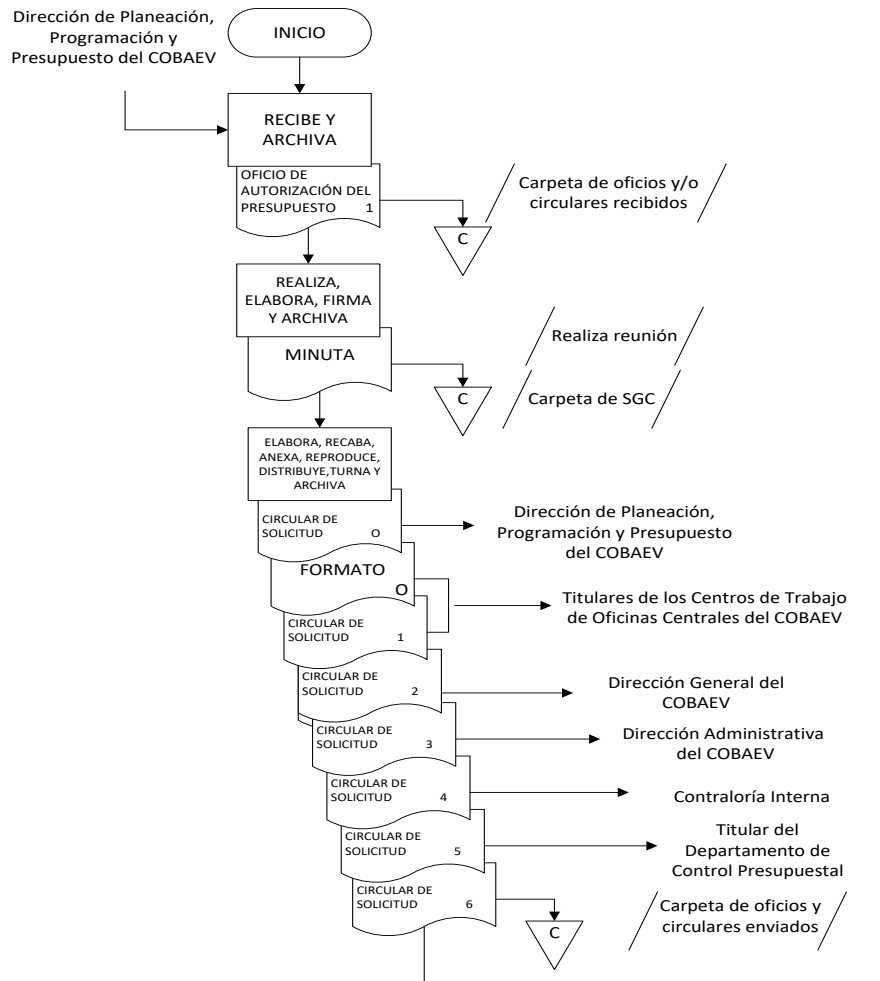 Dirección de Planeación,
Programación y
Presupuesto del COBAEV
INICIO
RECIBE Y
ARCHIVA
OFICIO DE
AUTORIZACIÓN DEL
PRESUPUESTO 1
C
Carpeta de oficios y/o
circulares recibidos
REALIZA,
ELABORA, FIRMA
Y ARCHIVA
MINUTA
Realiza reunión
C
Carpeta de SGC
ELABORA, RECABA,
ANEXA, REPRODUCE,
DISTRIBUYE,TURNA Y
ARCHIVA
CIRCULAR DE
SOLICITUD O
Dirección de Planeación,
Programación y Presupuesto
del COBAEV
FORMATO
O
Titulares de los Centros de Trabajo
de Oficinas Centrales del COBAEV
CIRCULAR DE
SOLICITUD 1
CIRCULAR DE
SOLICITUD 2
Dirección General del
COBAEV
CIRCULAR DE
SOLICITUD 3
Dirección Administrativa
del COBAEV
CIRCULAR DE
SOLICITUD 4
Contraloría Interna
CIRCULAR DE
SOLICITUD 5
Titular del
Departamento de
Control Presupuestal
CIRCULAR DE
SOLICITUD 6
C
Carpeta de oficios y
circulares enviados